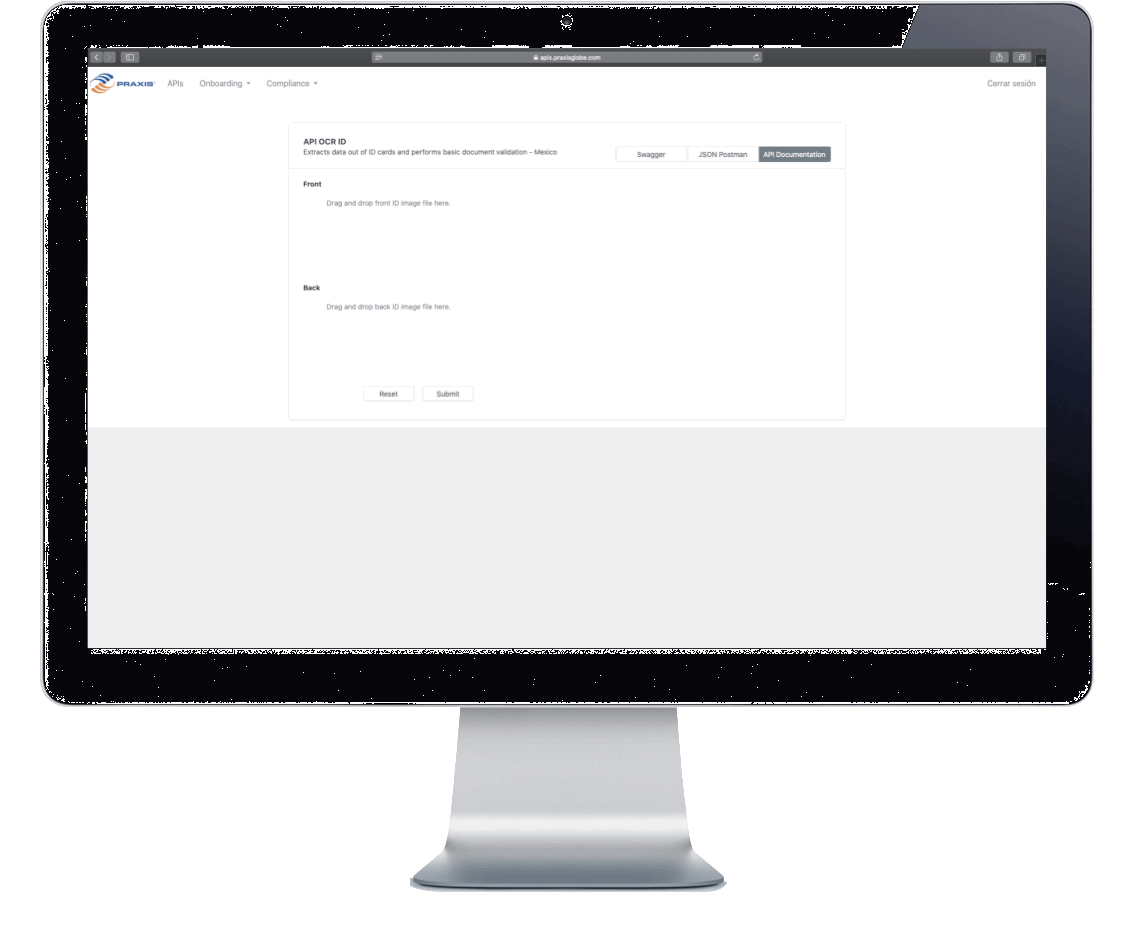 apis.praxisglobe.com
PRAXIS APIs Onboarding Compliance Cerrar sesión
API OCR ID
Extracts data out of ID cards and performs basic document validation - Mexico
Swagger JSON Postman API Documentation
Front
Drag and drop front ID image file here.
Back
Drag and drop back ID image file here.
Reset Submit